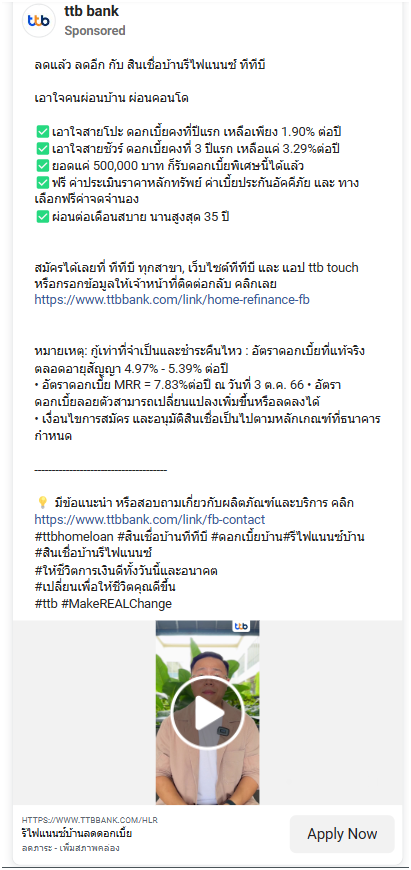 ttb bank
ttb
Sponsored
ลดแล้ว ลดอีก กับ สินเชื่อบ้านรีไฟแนนซ์ ทีทีบี
เอาใจคนผ่อนบ้าน ผ่อนคอนโด
✅เอาใจสายโปะ ดอกเบี้ยคงที่ปีแรก เหลือเพียง 1.90% ต่อปี
✅เอาใจสายชัวร์ ดอกเบี้ยคงที่ 3 ปีแรก เหลือแค่ 3.29%ต่อปี
✅ยอดแค่ 500,000 บาท ก็รับดอกเบี้ยพิเศษนี้ได้แล้ว
✅ฟรี ค่าประเมินราคาหลักทรัพย์ ค่าเบี้ยประกันอัคคีภัย และ ทาง
เลือกฟรีค่าจดจำนอง
✅ผ่อนต่อเดือนสบาย นานสูงสุด 35 ปี
สมัครได้เลยที่ ทีทีบี ทุกสาขา, เว็บไซต์ทีทีบี และ แอป ttb touch
หรือกรอกข้อมูลให้เจ้าหน้าที่ติดต่อกลับ คลิกเลย
https://www.ttbbank.com/link/home-refinance-fb
หมายเหตุ: กู้เท่าที่จำเป็นและชำระคืนไหว : อัตราดอกเบี้ยที่แท้จริง
ตลอดอายุสัญญา 4.97% - 5.39% ต่อปี
• อัตราดอกเบี้ย MRR = 7.83%ต่อปี ณ วันที่ 3 ต.ค. 66 • อัตรา
ดอกเบี้ยลอยตัวสามารถเปลี่ยนแปลงเพิ่มขึ้นหรือลดลงได้
• เงื่อนไขการสมัคร และอนุมัติสินเชื่อเป็นไปตามหลักเกณฑ์ที่ธนาคาร
กำหนด
--------------------------------------
💡 มีข้อแนะนำ หรือสอบถามเกี่ยวกับผลิตภัณฑ์และบริการ คลิก
https://www.ttbbank.com/link/fb-contact
#ttbhomeloan #สินเชื่อบ้านทีทีบี #ดอกเบี้ยบ้าน#รีไฟแนนซ์บ้าน
#สินเชื่อบ้านรีไฟแนนซ์
#ให้ชีวิตการเงินดีทั้งวันนี้และอนาคต
#เปลี่ยนเพื่อให้ชีวิตคุณดีขึ้น
#ttb #MakeREALChange
ttb
HTTPS://WWW.TTBBANK.COM/HLR
รีไฟแนนซ์บ้านลดดอกเบี้ย
ลดภาระ - เพิ่มสภาพคล่อง
Apply Now